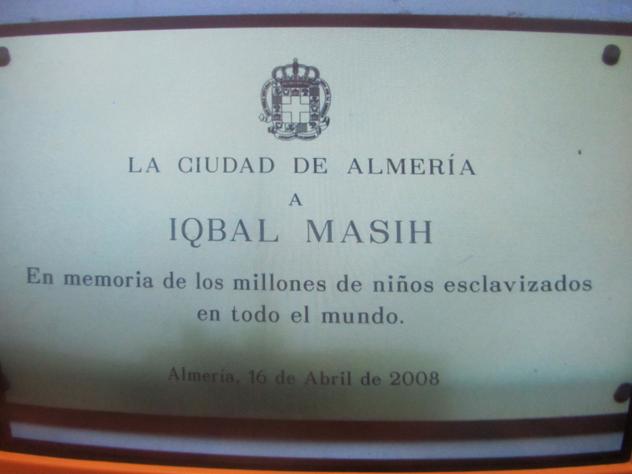 LA CIUDAD DE ALMERÍA
A
IQBAL MASIH
En memoria de los millones de niños esclavizados
en todo el mundo.
Almería, 16 de Abril de 2008